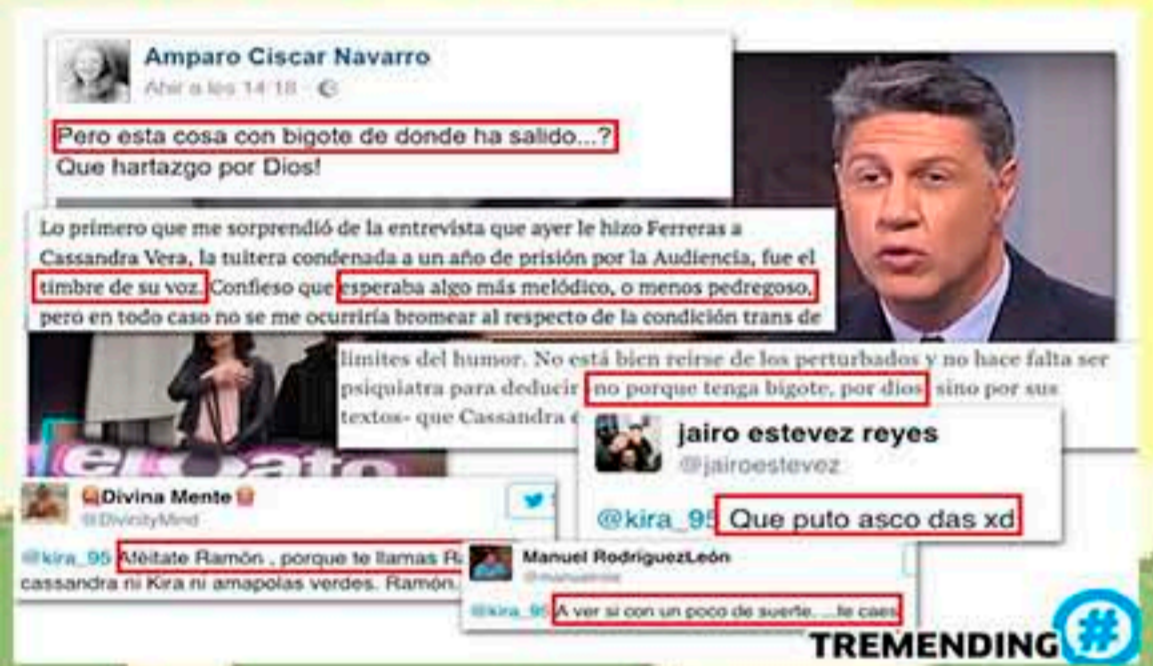 Amparo Ciscar Navarro
Ahir a les 14:18
Pero esta cosa con bigote de donde ha salido...?
Que hartazgo por Dios!
Lo primero que me sorprendió de la entrevista que ayer le hizo Ferreras a
Cassandra Vera, la tuitera condenada a un año de prisión por la Audiencia, fue el
timbre de su voz. Confieso que esperaba algo más melódico, o menos pedregoso,
pero en todo caso no se me ocurriría bromear al respecto de la condición trans de
limites del humor. No está bien reirse de los perturbados y no hace falta ser
psiquiatra para deducir no porque tenga bigote, por dios sino por sus
textos- que Cassandra
jairo estevez reyes
@jairoestevez
@kira_95 Que puto asco das xd
el Dato
Divina Mente
@DivinityMind
@kira_95 Aféitate Ramón , porque te llamas Ra
cassandra ni Kira ni amapolas verdes. Ramón.
Manuel RodriguezLeón
@kira_95 A ver si con un poco de suerte.....te caes
TREMENDING #